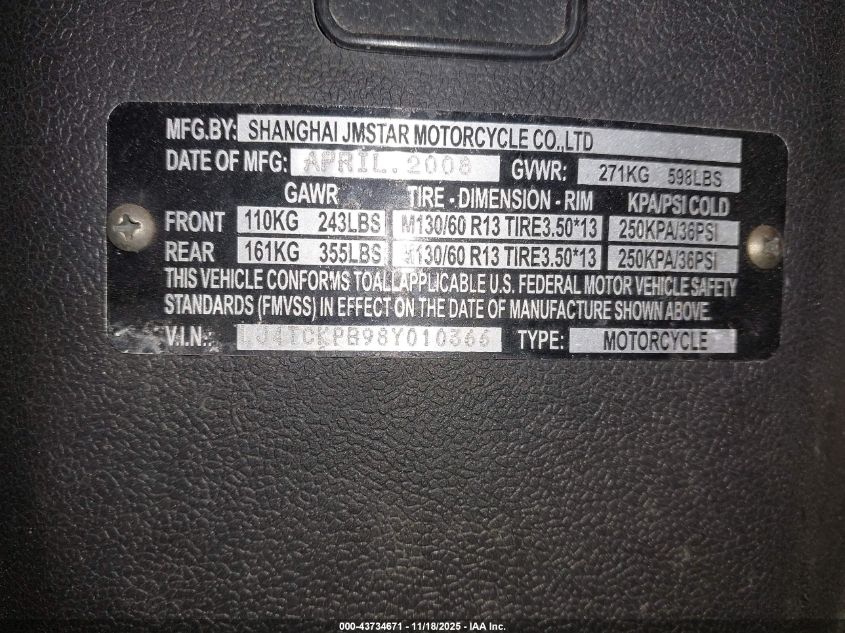 MFG.BY: SHANGHAI JMSTAR MOTORCYCLE CO.,LTD
DATE OF MFG: APRIL.2008 GVWR: 271KG 598LBS
GAWR TIRE - DIMENSION - RIM KPA/PSI COLD
FRONT 110KG 243LBS M130/60 R13 TIRE3.50*13 250KPA/36PSI
REAR 161KG 355LBS M130/60 R13 TIRE3.50*13 250KPA/36PSI
THIS VEHICLE CONFORMS TOALLAPPLICABLE U.S. FEDERAL MOTOR VEHICLE SAFETY
STANDARDS (FMVSS) IN EFFECT ON THE DATE OF MANUFACTURE SHOWN ABOVE.
V.I.N.: LJ4TCKPB98Y010366 TYPE: MOTORCYCLE
000-43734671 - 11/18/2025 - IAA Inc.